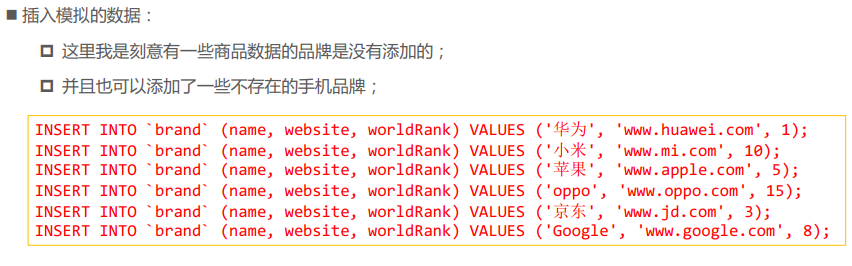 插入模拟的数据：
这里我是刻意有一些商品数据的品牌是没有添加的；
并且也可以添加了一些不存在的手机品牌；
INSERT INTO `brand` (name, website, worldRank) VALUES ('华为', 'www.huawei.com', 1);
INSERT INTO `brand` (name, website, worldRank) VALUES ('小米', 'www.mi.com', 10);
INSERT INTO `brand` (name, website, worldRank) VALUES ('苹果', 'www.apple.com', 5);
INSERT INTO `brand` (name, website, worldRank) VALUES ('oppo', 'www.oppo.com', 15);
INSERT INTO `brand` (name, website, worldRank) VALUES ('京东', 'www.jd.com', 3);
INSERT INTO `brand` (name, website, worldRank) VALUES ('Google', 'www.google.com', 8);